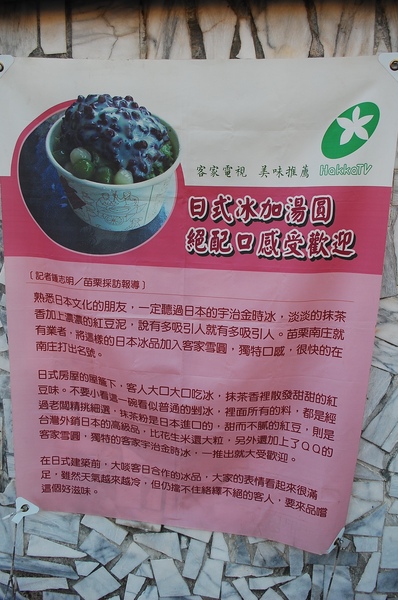 客家電視 美味推薦
HakkaTV
日式冰加湯圓
絕配口感受歡迎
熟悉日本文化的朋友，一定聽過日本的宇治金時冰，淡淡的抹茶
香加上濃濃的紅豆泥，說有多吸引人就有多吸引人。苗栗南庄就
有業者，將這樣的日本冰品加入客家雪圓，獨特口感，很快的在
南庄打出名號。
日式房屋的屋簷下，客人大口大口吃冰，抹茶香裡散發甜甜的紅
豆味。不要小看這一碗看似普通的剉冰，裡面所有的料，都是經
過老闆精挑細選，抹茶粉是日本進口的，甜而不膩的紅豆，則是
台灣外銷日本的高級品，比花生米還大粒，另外還加上了QQ的
客家雪圓，獨特的客家宇治金時冰，一推出就大受歡迎。
在日式建築前，大啖客日合作的冰品，大家的表情看起來很滿
足，雖然天氣越來越冷，但仍擋不住絡繹不絕的客人，要來品嚐
這個好滋味。